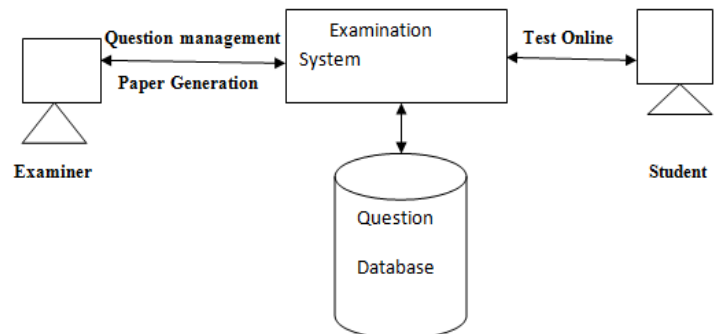 Question management
Paper Generation
Examiner
Examination
System
Test Online
Student
Question
Database